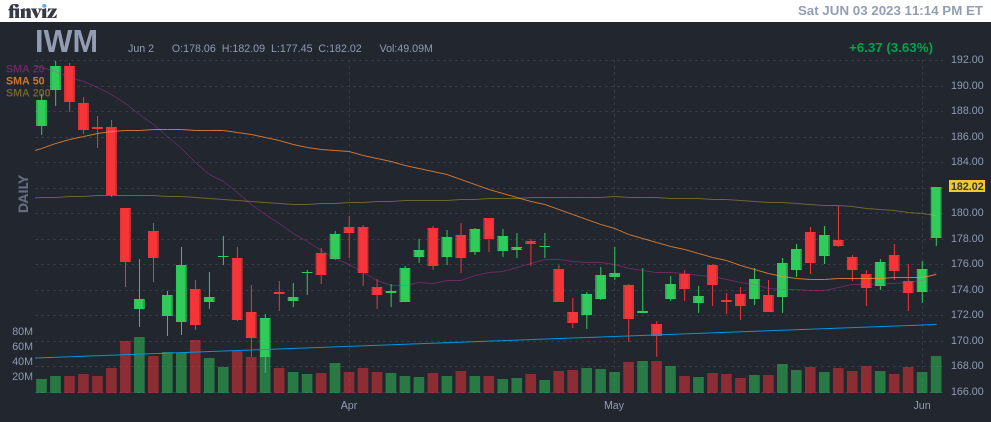 finviz
Sat JUN 03 2023 11:14 PM ET
IWM
Jun 2 O:178.06 H:182.09 L:177.45 C:182.02 Vol:49.09M
+6.37 (3.63%)
SMA 20
SMA 50
SMA 200
DAILY
192.00
190.00
188.00
186.00
184.00
182.02
180.00
178.00
176.00
174.00
172.00
170.00
168.00
166.00
80M
60M
40M
20M
Apr May Jun